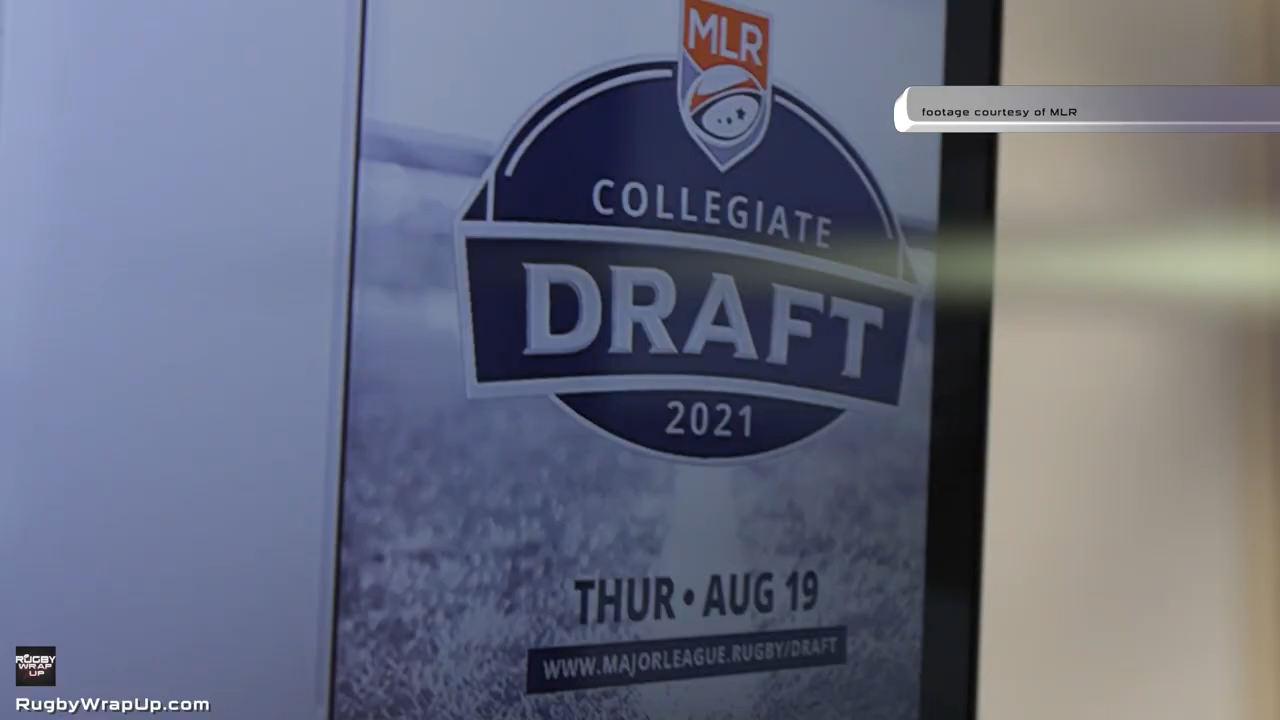 MLR
footage courtesy of MLR
COLLEGIATE
DRAFT
2021
THUR • AUG 19
WWW.MAJORLEAGUE.RUGBY/DRAFT
RUGBY
WRAP
UP
RugbyWrapUp.com